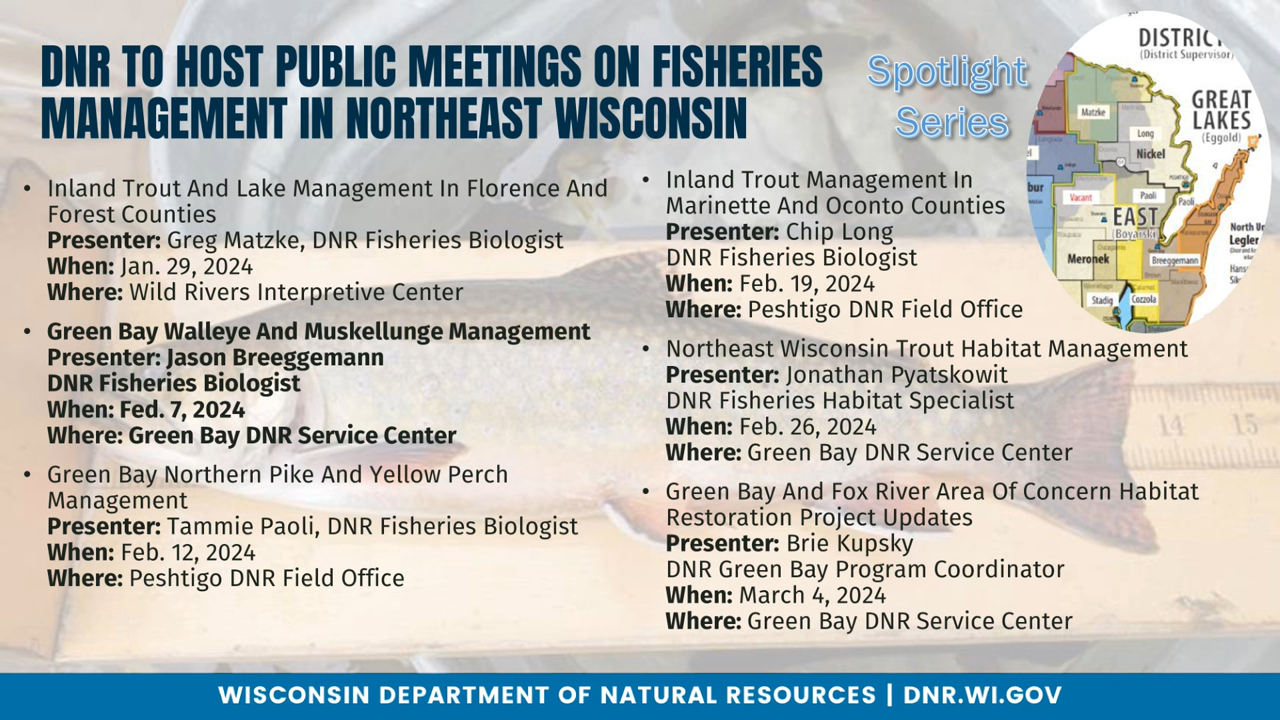 DNR TO HOST PUBLIC MEETINGS ON FISHERIES
MANAGEMENT IN NORTHEAST WISCONSIN
Spotlight
Series
• Inland Trout And Lake Management In Florence And
Forest Counties
Presenter: Greg Matzke, DNR Fisheries Biologist
When: Jan. 29, 2024
Where: Wild Rivers Interpretive Center
• Green Bay Walleye And Muskellunge Management
Presenter: Jason Breeggemann
DNR Fisheries Biologist
When: Fed. 7, 2024
Where: Green Bay DNR Service Center
• Green Bay Northern Pike And Yellow Perch
Management
Presenter: Tammie Paoli, DNR Fisheries Biologist
When: Feb. 12, 2024
Where: Peshtigo DNR Field Office
• Inland Trout Management In
Marinette And Oconto Counties
Presenter: Chip Long
DNR Fisheries Biologist
When: Feb. 19, 2024
Where: Peshtigo DNR Field Office
• Northeast Wisconsin Trout Habitat Management
Presenter: Jonathan Pyatskowit
DNR Fisheries Habitat Specialist
When: Feb. 26, 2024
Where: Green Bay DNR Service Center
• Green Bay And Fox River Area Of Concern Habitat
Restoration Project Updates
Presenter: Brie Kupsky
DNR Green Bay Program Coordinator
When: March 4, 2024
Where: Green Bay DNR Service Center
DISTRICT
(District Supervisor)
GREAT
LAKES
(Eggold)
Matzke
Long
Nickel
Vacant
Paoli
Paoli
EAST
(Boyarski)
Meronek
Breeggemann
Legler
Stadig
Cozzola
14
15
WISCONSIN DEPARTMENT OF NATURAL RESOURCES | DNR.WI.GOV